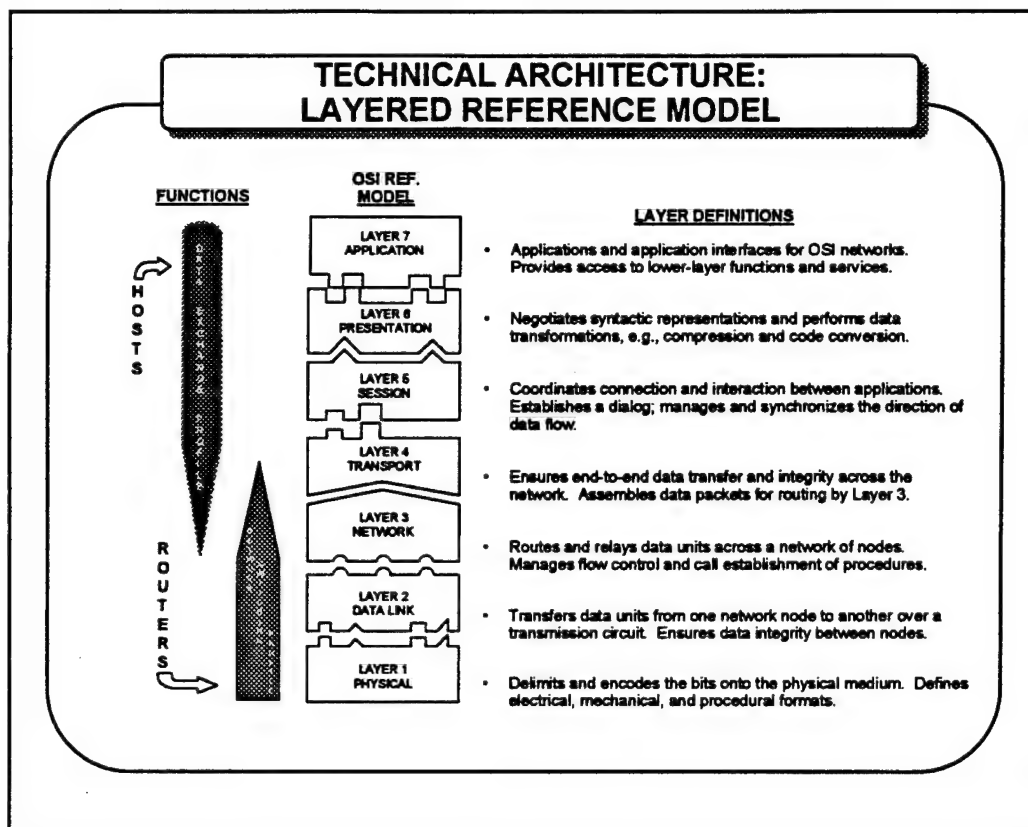 TECHNICAL ARCHITECTURE:
LAYERED REFERENCE MODEL
FUNCTIONS
OSI REF.
MODEL
LAYER DEFINITIONS
HOSTS
ROUTERS
LAYER 7
APPLICATION
• Applications and application interfaces for OSI networks.
Provides access to lower-layer functions and services.
LAYER 6
PRESENTATION
• Negotiates syntactic representations and performs data
transformations, e.g., compression and code conversion.
LAYER 5
SESSION
• Coordinates connection and interaction between applications.
Establishes a dialog; manages and synchronizes the direction of
data flow.
LAYER 4
TRANSPORT
• Ensures end-to-end data transfer and integrity across the
network. Assembles data packets for routing by Layer 3.
LAYER 3
NETWORK
• Routes and relays data units across a network of nodes.
Manages flow control and call establishment of procedures.
LAYER 2
DATA LINK
• Transfers data units from one network node to another over a
transmission circuit. Ensures data integrity between nodes.
LAYER 1
PHYSICAL
• Delimits and encodes the bits onto the physical medium. Defines
electrical, mechanical, and procedural formats.